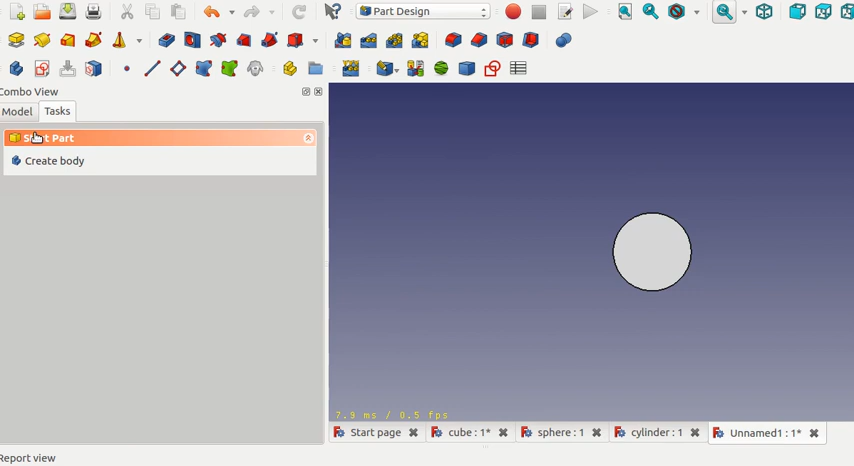 Part Design
Combo View
Model
Tasks
Part
Create body
7.9 ms / 0.5 fps
Start page
cube : 1*
sphere : 1
cylinder : 1
Unnamed1 : 1*
Report view